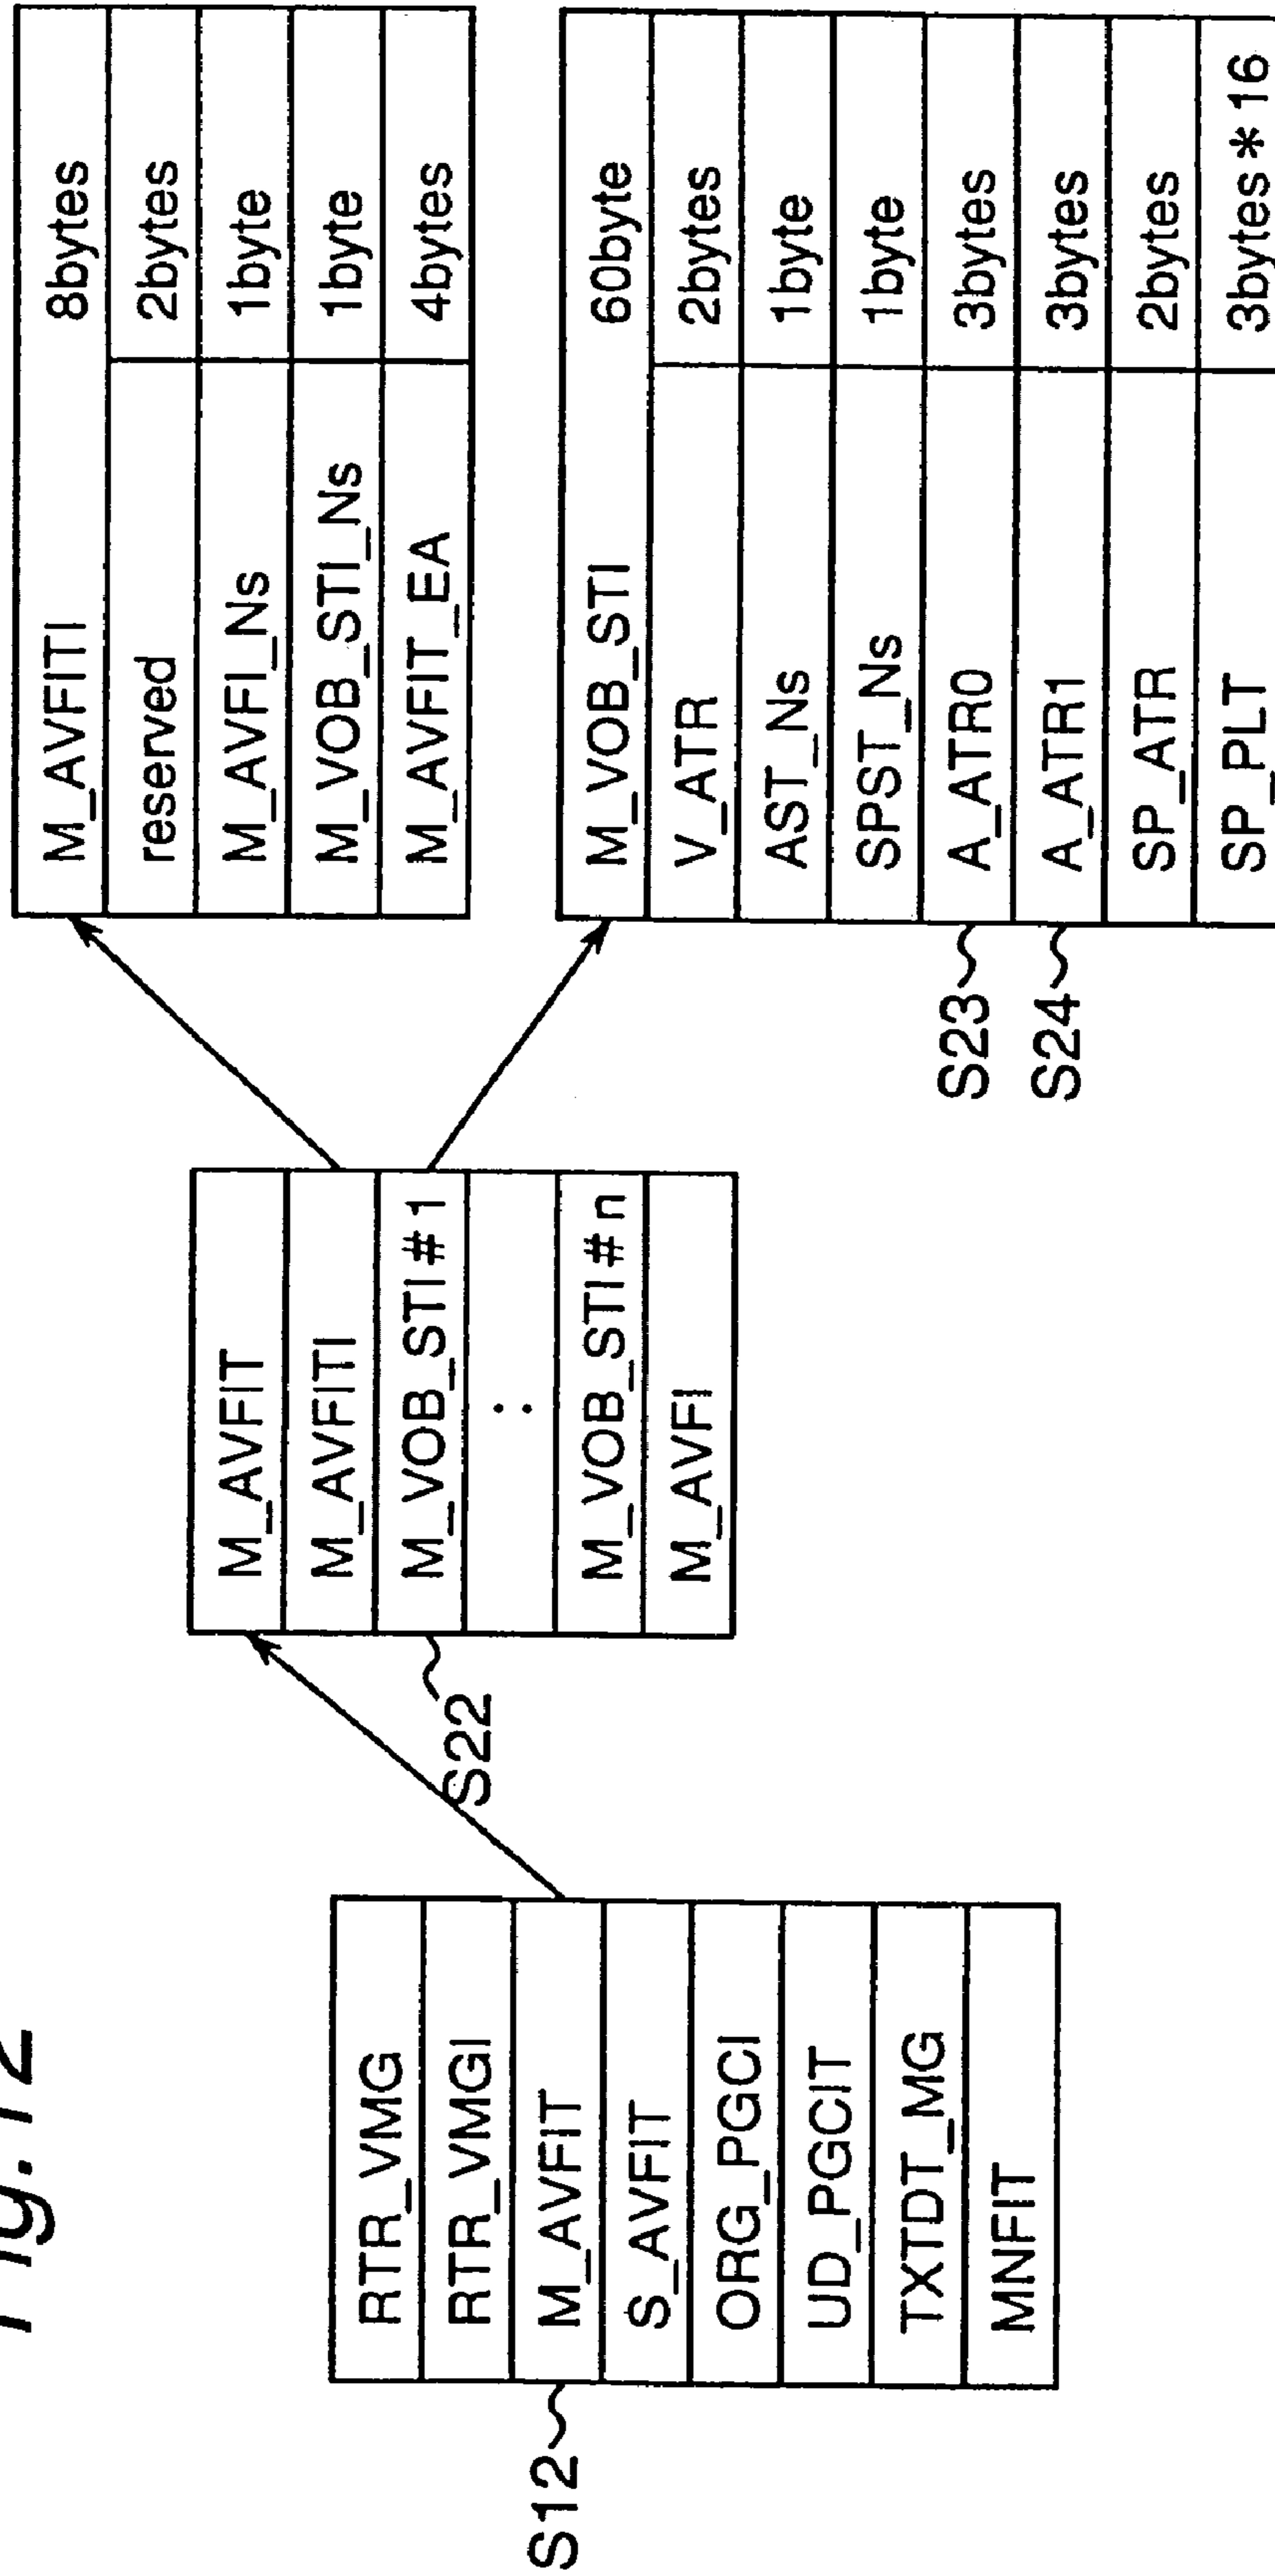 Fig.12
RTR_VMG
RTR_VMGI
S12
M_AVFIT
S_AVFIT
ORG_PGCI
UD_PGCIT
TXTDT_MG
MNFIT
M_AVFIT
M_AVFITI
S22
M_VOB_STI#1
:
M_VOB_STI#n
M_AVFI
M_AVFITI 8bytes
reserved 2bytes
M_AVFI_Ns 1byte
M_VOB_STI_Ns 1byte
M_AVFIT_EA 4bytes
M_VOB_STI 60byte
V_ATR 2bytes
AST_Ns 1byte
SPST_Ns 1byte
S23 A_ATR0 3bytes
S24 A_ATR1 3bytes
SP_ATR 2bytes
SP_PLT 3bytes*16